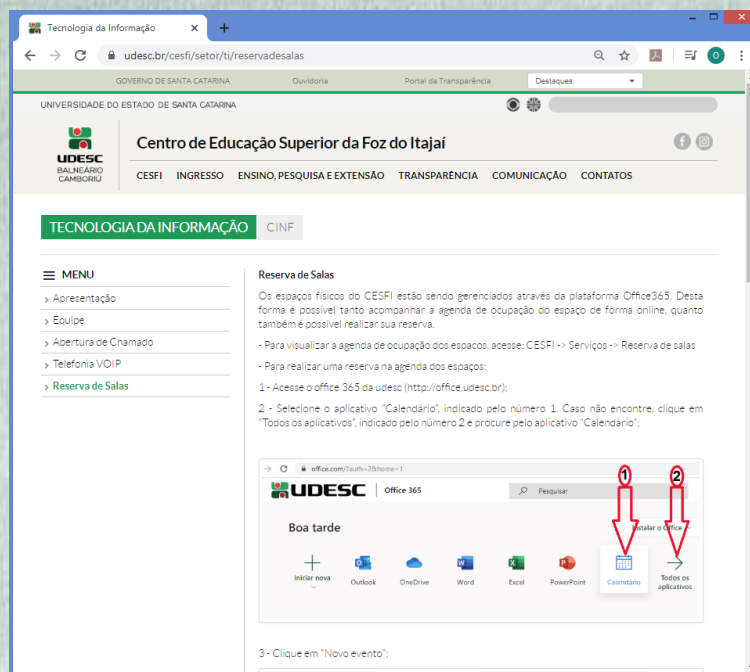 Tecnologia da Informação
udesc.br/cesfi/setor/ti/reservadesalas
O
GOVERNO DE SANTA CATARINA Ouvidoria Portal da Transparência Destaques:
UNIVERSIDADE DO ESTADO DE SANTA CATARINA
UDESC
BALNEÁRIO
CAMBORIÚ
Centro de Educação Superior da Foz do Itajaí
CESFI INGRESSO ENSINO, PESQUISA E EXTENSÃO TRANSPARÊNCIA COMUNICAÇÃO CONTATOS
TECNOLOGIA DA INFORMAÇÃO CINF
MENU
Apresentação
Equipe
Abertura de Chamado
Telefonia VOIP
Reserva de Salas
Reserva de Salas
Os espaços físicos do CESFI estão sendo gerenciados através da plataforma Office365. Desta
forma é possível tanto acompanhar a agenda de ocupação do espaço de forma online, quanto
também é possível realizar sua reserva.
- Para visualizar a agenda de ocupação dos espacos, acesse: CESFI -> Serviços -> Reserva de salas
- Para realizar uma reserva na agenda dos espaços:
1 - Acesse o office 365 da udesc (http://office.udesc.br);
2 - Selecione o aplicativo "Calendário", indicado pelo número 1. Caso não encontre, clique em
"Todos os aplicativos", indicado pelo número 2 e procure pelo aplicativo "Calendário";
office.com/?auth=2&home=1
1 2
UDESC Office 365 Pesquisar
Boa tarde Instalar o Office
Iniciar nova Outlook OneDrive Word Excel PowerPoint Calendário Todos os
aplicativos
3 - Clique em "Novo evento";